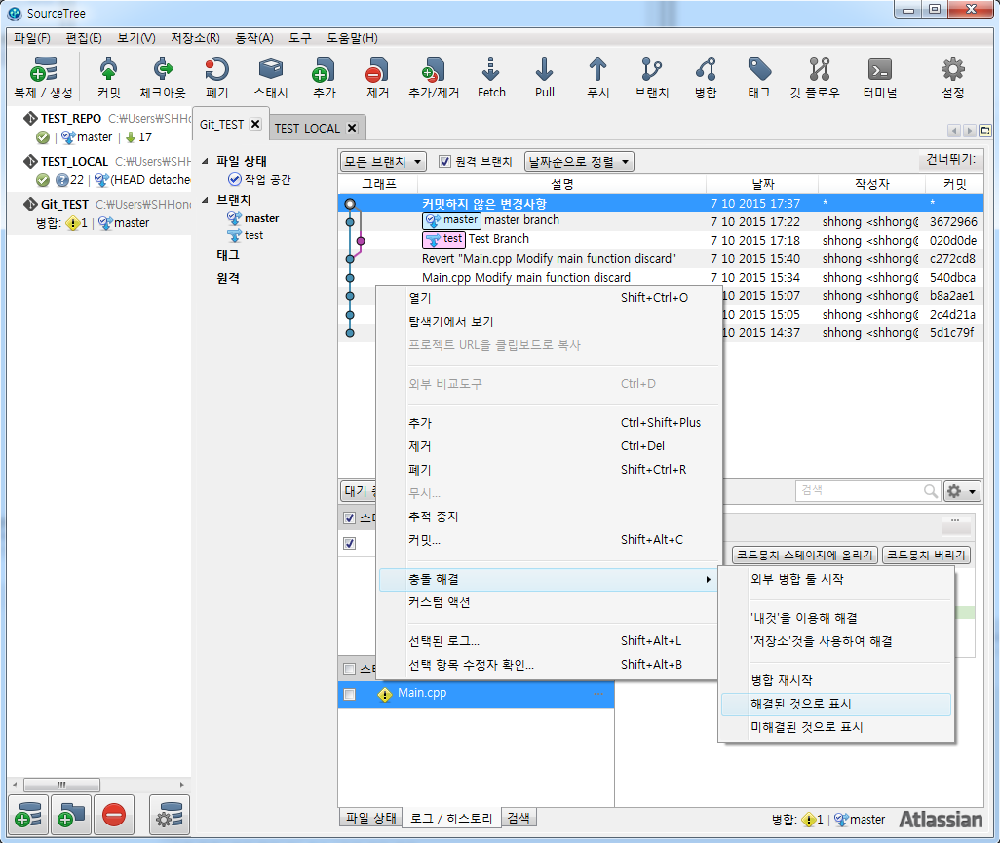 SourceTree
파일(F) 편집(E) 보기(V) 저장소(R) 동작(A) 도구 도움말(H)
복제 / 생성 커밋 체크아웃 폐기 스태시 추가 제거 추가/제거 Fetch Pull 푸시 브랜치 병합 태그 깃 플로우... 터미널 설정
TEST_REPO C:₩Users₩SHHo
master 17
TEST_LOCAL C:₩Users₩SHH
22 (HEAD detache
Git_TEST C:₩Users₩SHHong
병합: 1 master
Git_TEST TEST_LOCAL
파일 상태
작업 공간
브랜치
master
test
태그
원격
모든 브랜치 원격 브랜치 날짜순으로 정렬 건너뛰기:
그래프 설명 날짜 작성자 커밋
커밋하지 않은 변경사항 7 10 2015 17:37 * *
master master branch 7 10 2015 17:22 shhong <shhong@ 3672966
test Test Branch 7 10 2015 17:18 shhong <shhong@ 020d0de
Revert "Main.cpp Modify main function discard" 7 10 2015 15:40 shhong <shhong@ c272cd8
Main.cpp Modify main function discard 7 10 2015 15:34 shhong <shhong@ 540dbca
10 2015 15:07 shhong <shhong@ b8a2ae1
10 2015 15:05 shhong <shhong@ 2c4d21a
10 2015 14:37 shhong <shhong@ 5d1c79f
열기 Shift+Ctrl+O
탐색기에서 보기
프로젝트 URL을 클립보드로 복사
외부 비교도구 Ctrl+D
추가 Ctrl+Shift+Plus
제거 Ctrl+Del
폐기 Shift+Ctrl+R
무시...
추적 중지
커밋... Shift+Alt+C
충돌 해결
커스텀 액션
선택된 로그... Shift+Alt+L
선택 항목 수정자 확인... Shift+Alt+B
대기
검색
스
...
코드뭉치 스테이지에 올리기 코드뭉치 버리기
외부 병합 툴 시작
'내것'을 이용해 해결
'저장소'것을 사용하여 해결
병합 재시작
해결된 것으로 표시
미해결된 것으로 표시
스
Main.cpp ...
파일 상태 로그 / 히스토리 검색
병합: 1 master Atlassian